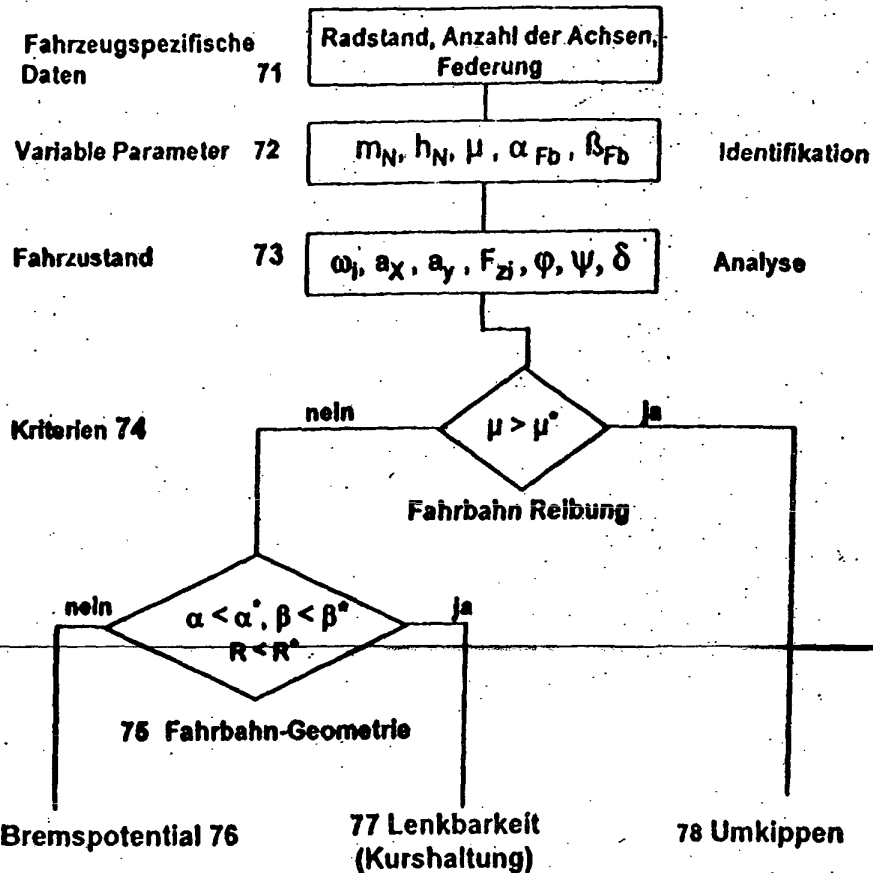 Fahrzeugspezifische
Daten 71
Radstand, Anzahl der Achsen,
Federung
Variable Parameter 72
m_N, h_N, μ, α_Fb, ß_Fb
Identifikation
Fahrzustand 73
ω_i, a_x, a_y, F_zi, φ, ψ, δ
Analyse
Kriterien 74
nein
μ > μ*
ja
Fahrbahn Reibung
nein
α < α*, β < β*
R < R*
ja
75 Fahrbahn-Geometrie
Bremspotential 76
77 Lenkbarkeit
(Kurshaltung)
78 Umkippen